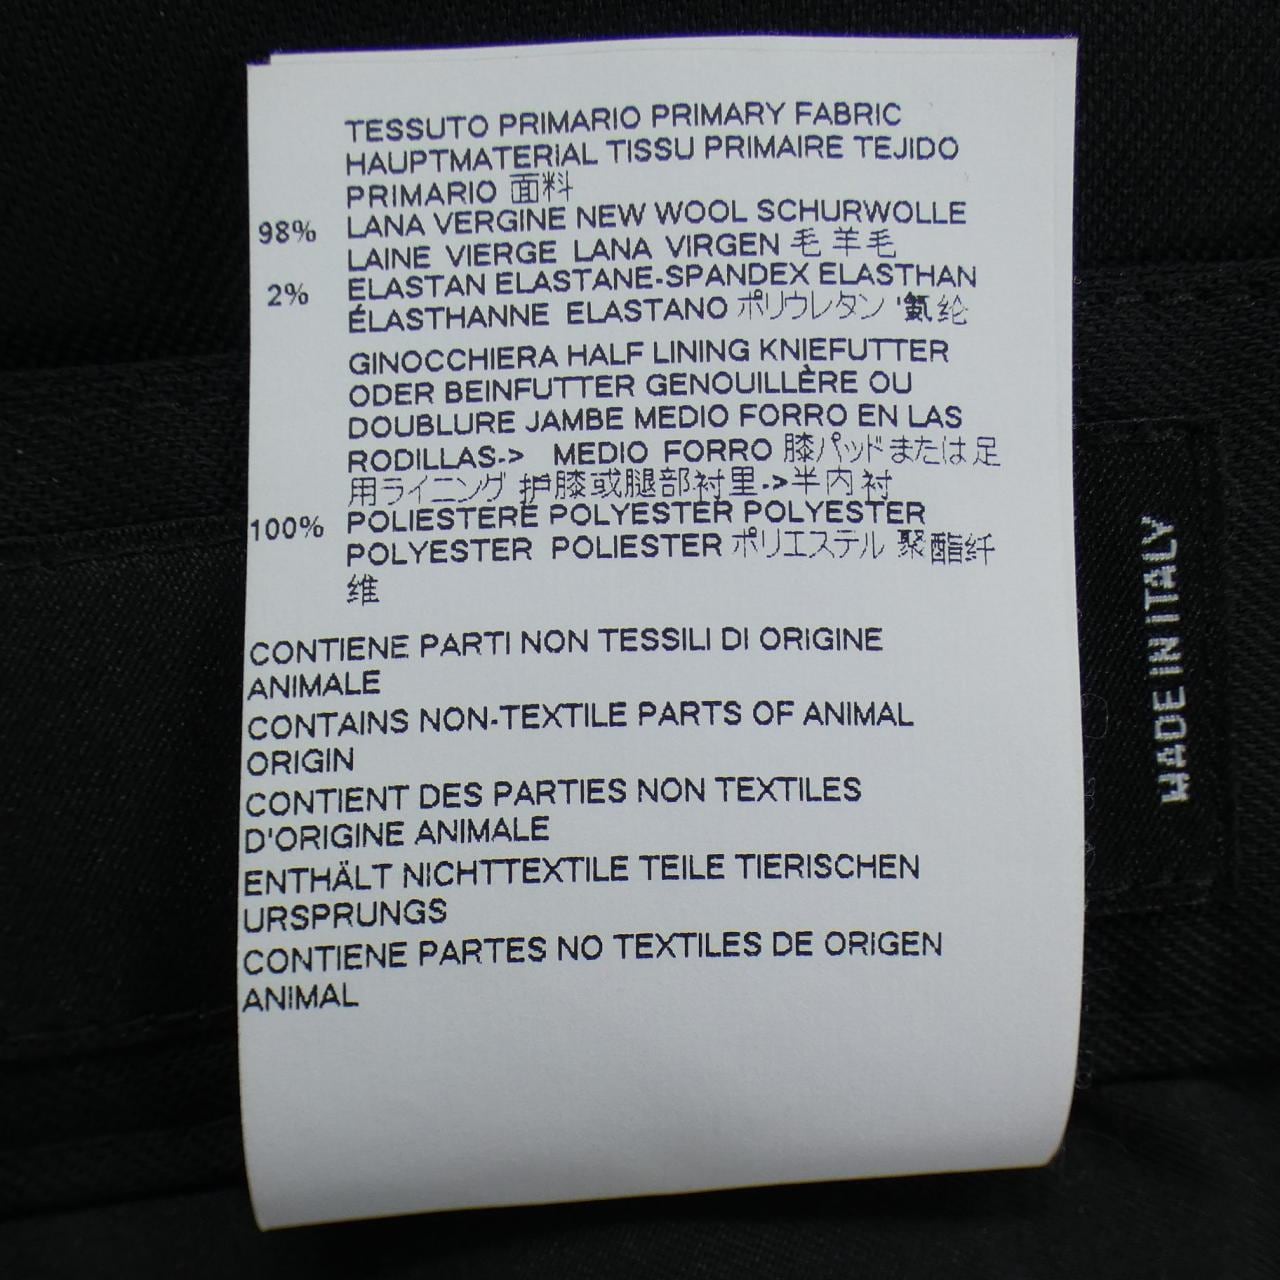 TESSUTO PRIMARIO PRIMARY FABRIC
HAUPTMATERIAL TISSU PRIMAIRE TEJIDO
PRIMARIO 面料
98% LANA VERGINE NEW WOOL SCHURWOLLE
LAINE VIERGE LANA VIRGEN 毛 羊毛
2% ELASTAN ELASTANE-SPANDEX ELASTHAN
ÉLASTHANNE ELASTANO ポリウレタン '氨纶
GINOCCHIERA HALF LINING KNIEFUTTER
ODER BEINFUTTER GENOUILLÈRE OU
DOUBLURE JAMBE MEDIO FORRO EN LAS
RODILLAS-> MEDIO FORRO 膝パッドまたは足
用ライニング 护膝或腿部衬里->半内衬
100% POLIESTERE POLYESTER POLYESTER
POLYESTER POLIESTER ポリエステル 聚酯纤
维
CONTIENE PARTI NON TESSILI DI ORIGINE
ANIMALE
CONTAINS NON-TEXTILE PARTS OF ANIMAL
ORIGIN
CONTIENT DES PARTIES NON TEXTILES
D'ORIGINE ANIMALE
ENTHÄLT NICHTTEXTILE TEILE TIERISCHEN
URSPRUNGS
CONTIENE PARTES NO TEXTILES DE ORIGEN
ANIMAL
MADE IN ITALY